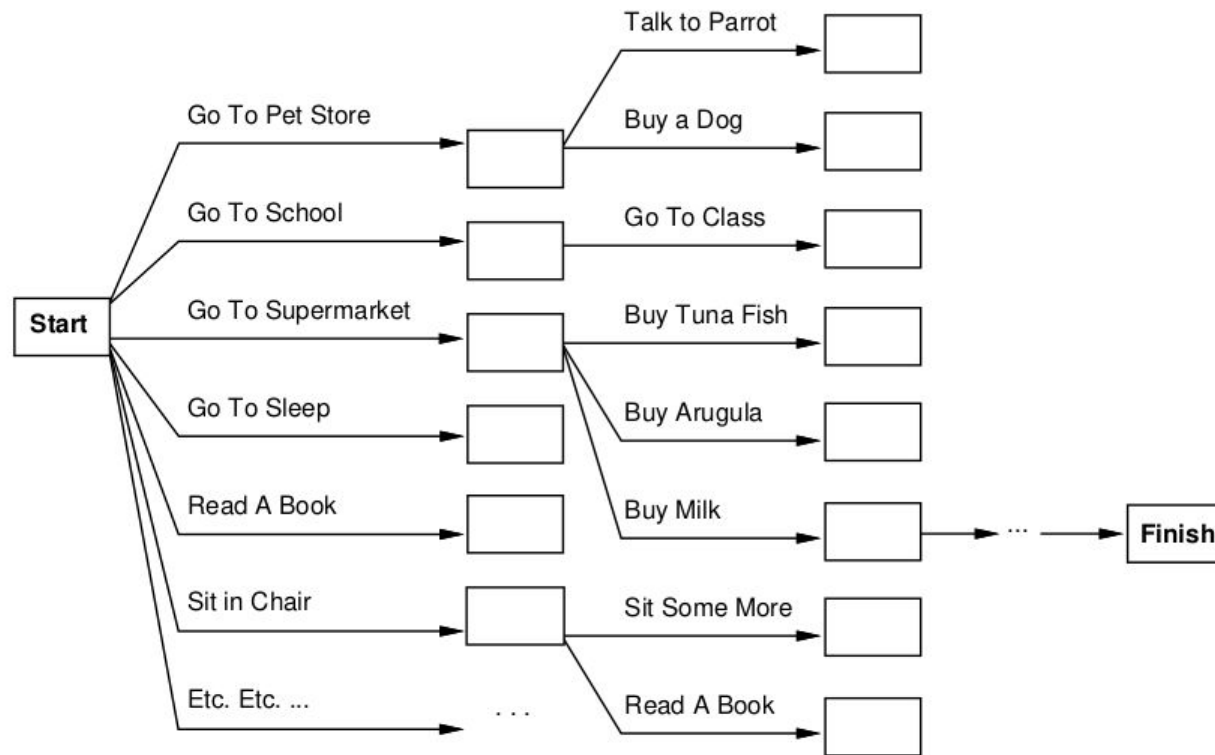 Talk to Parrot
Go To Pet Store
Buy a Dog
Go To School
Go To Class
Start
Go To Supermarket
Buy Tuna Fish
Go To Sleep
Buy Arugula
Read A Book
Buy Milk
...
Finish
Sit in Chair
Sit Some More
Etc. Etc. ...
. . .
Read A Book